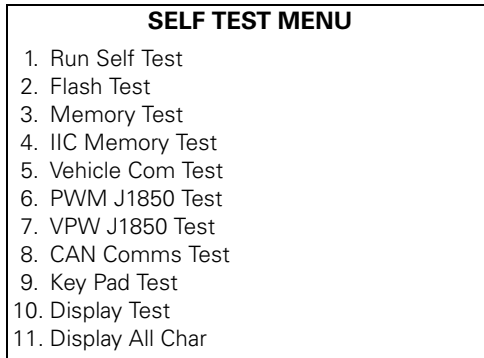 SELF TEST MENU
1. Run Self Test
2. Flash Test
3. Memory Test
4. IIC Memory Test
5. Vehicle Com Test
6. PWM J1850 Test
7. VPW J1850 Test
8. CAN Comms Test
9. Key Pad Test
10. Display Test
11. Display All Char